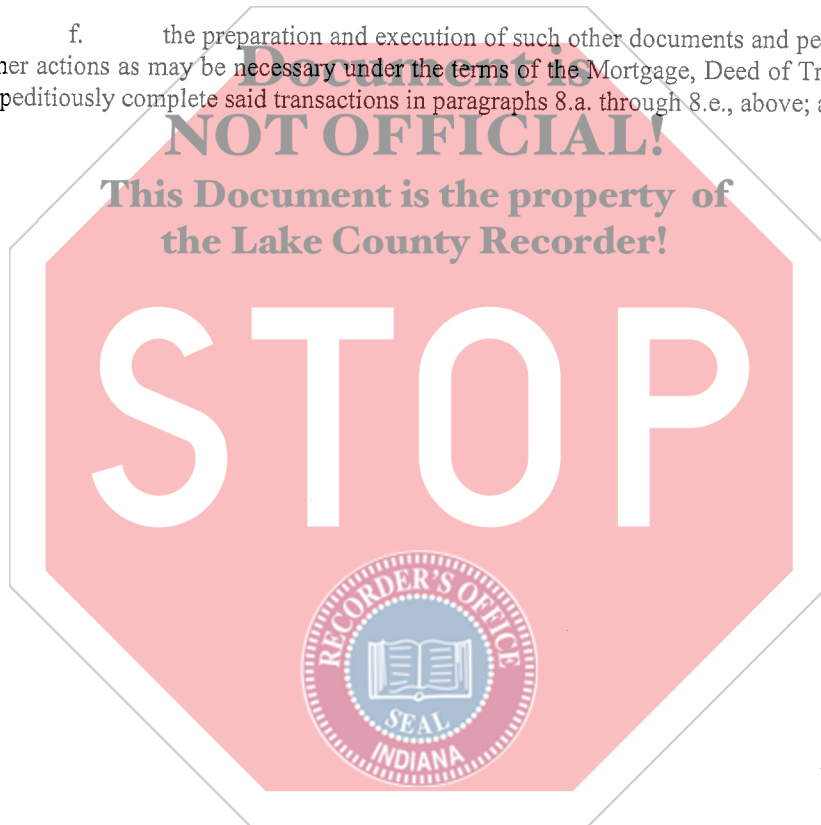 f. the preparation and execution of such other documents and pe
ner actions as may be necessary under the terms of the Mortgage, Deed of Tr
peditiously complete said transactions in paragraphs 8.a. through 8.e., above; a
Document is
NOT OFFICIAL!
This Document is the property of
the Lake County Recorder!
STOP
RECORDER'S OFFICE
SEAL
INDIANA